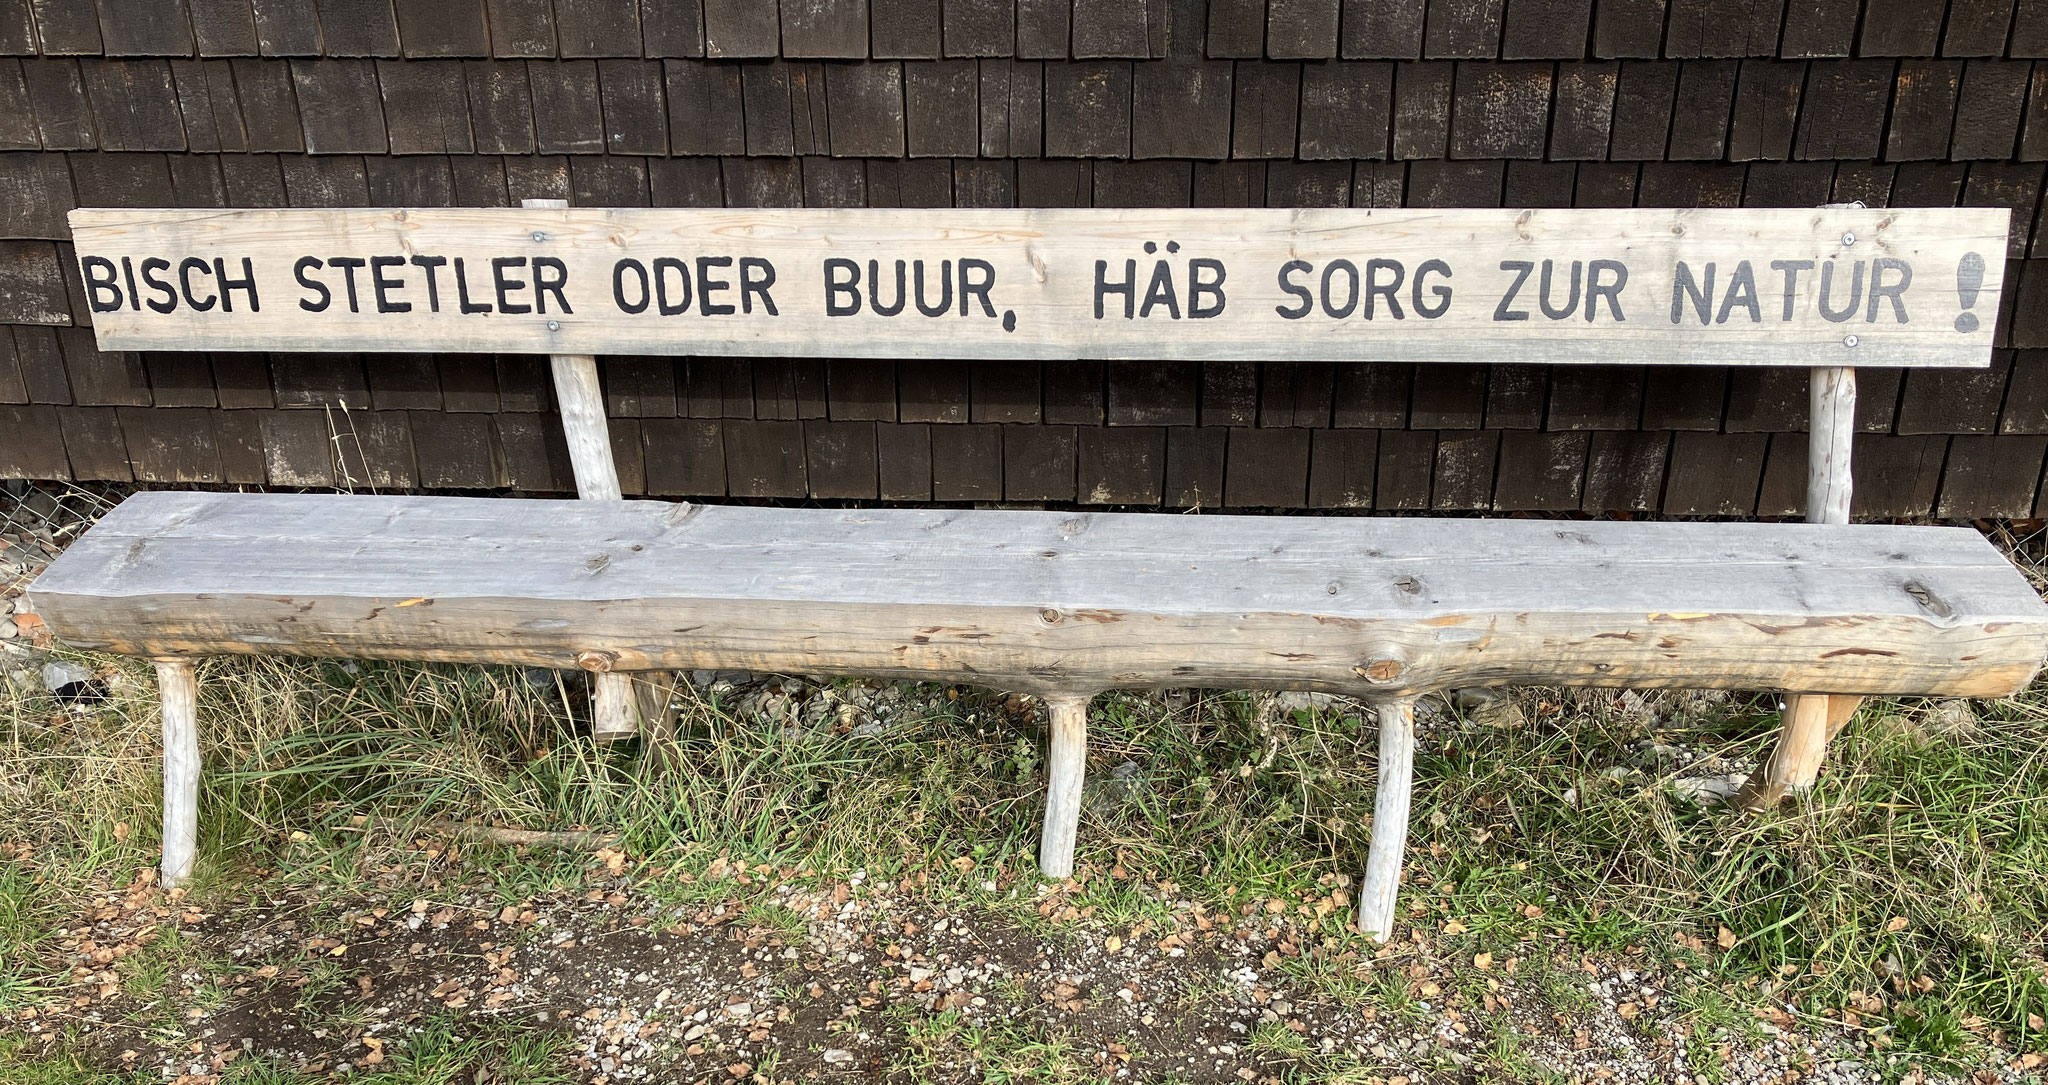 BISCH STETLER ODER BUUR, HÄB SORG ZUR NATUR !